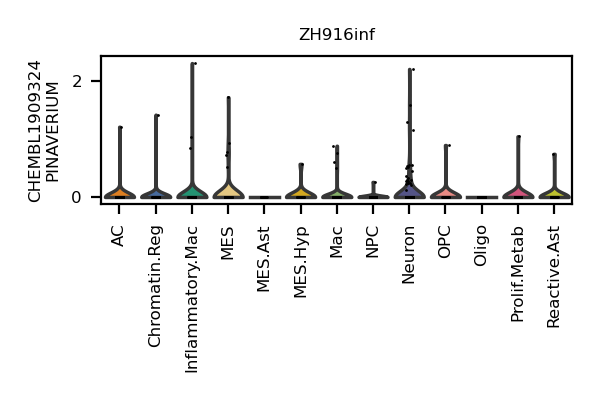 ZH916inf
CHEMBL1909324
PINAVERIUM
2
0
AC
Chromatin.Reg
Inflammatory.Mac
MES
MES.Ast
MES.Hyp
Mac
NPC
Neuron
OPC
Oligo
Prolif.Metab
Reactive.Ast